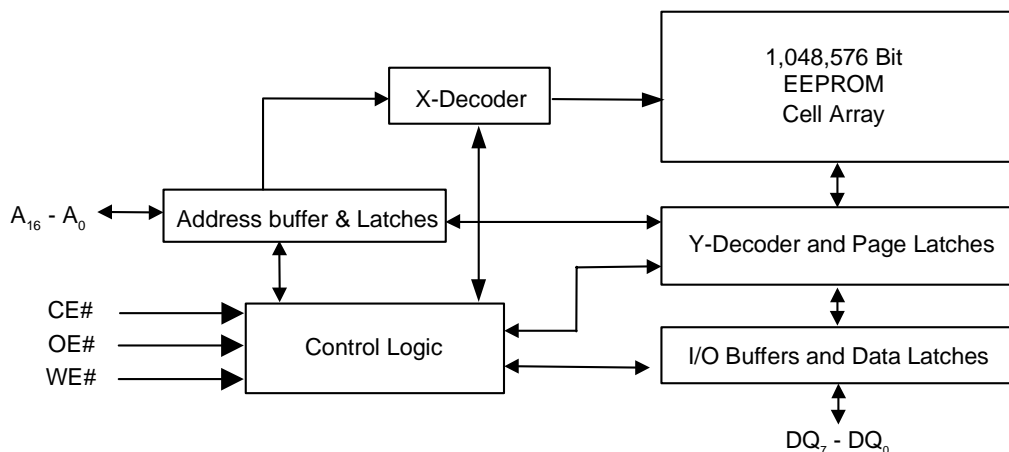 1,048,576 Bit
EEPROM
Cell Array
X-Decoder
A16 - A0
Address buffer & Latches
Y-Decoder and Page Latches
CE#
OE#
WE#
Control Logic
I/O Buffers and Data Latches
DQ7 - DQ0